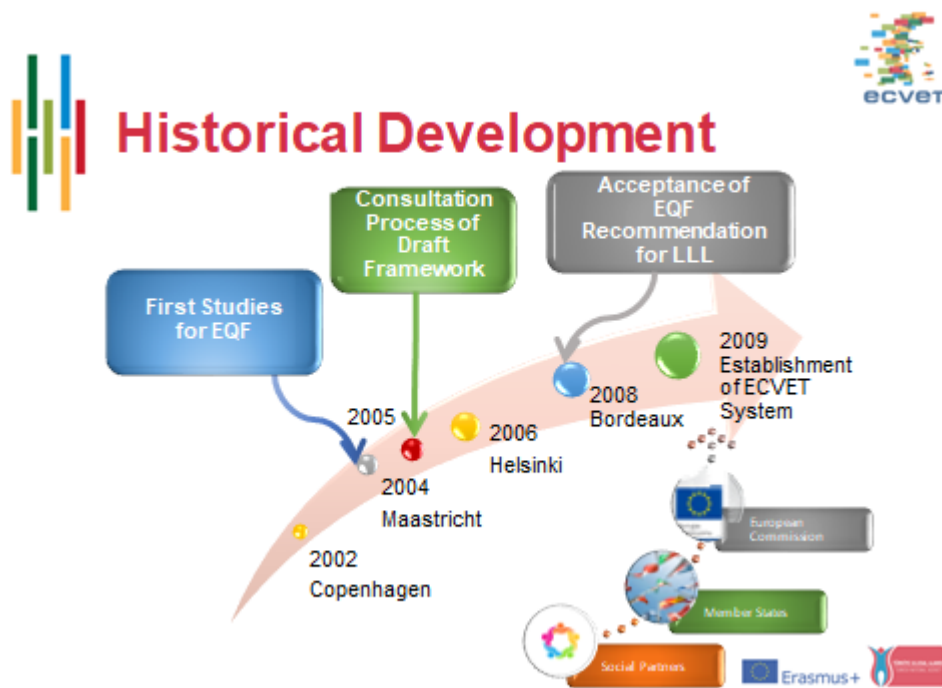 ecvet
Historical Development
Consultation
Process of
Draft
Framework
Acceptance of
EQF
Recommendation
for LLL
First Studies
for EQF
2009
Establishment
of ECVET
System
2008
Bordeaux
2005
2006
Helsinki
2004
Maastricht
2002
Copenhagen
European
Commission
Member States
Social Partners
Erasmus+